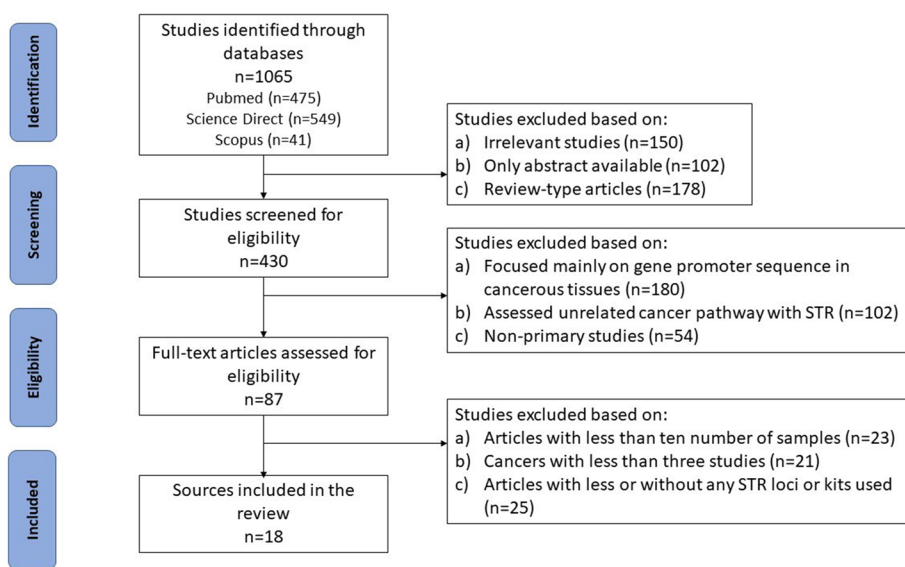 Identification
Studies identified through
databases
n=1065
Pubmed (n=475)
Science Direct (n=549)
Scopus (n=41)
Studies excluded based on:
a) Irrelevant studies (n=150)
b) Only abstract available (n=102)
c) Review-type articles (n=178)
Screening
Studies screened for
eligibility
n=430
Studies excluded based on:
a) Focused mainly on gene promoter sequence in
cancerous tissues (n=180)
b) Assessed unrelated cancer pathway with STR (n=102)
c) Non-primary studies (n=54)
Eligibility
Full-text articles assessed for
eligibility
n=87
Studies excluded based on:
a) Articles with less than ten number of samples (n=23)
b) Cancers with less than three studies (n=21)
c) Articles with less or without any STR loci or kits used
(n=25)
Included
Sources included in the
review
n=18